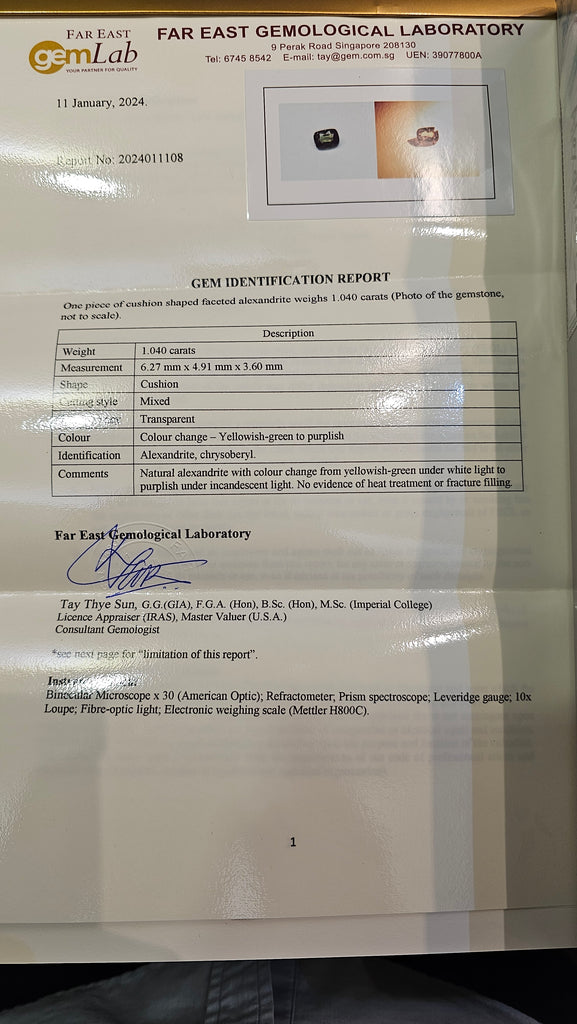 FAR EAST
gemLab
YOUR PARTNER FOR QUALITY
FAR EAST GEMOLOGICAL LABORATORY
9 Perak Road Singapore 208130
Tel: 6745 8542 E-mail: tay@gem.com.sg UEN: 39077800A
11 January, 2024.
Report No: 2024011108
GEM IDENTIFICATION REPORT
One piece of cushion shaped faceted alexandrite weighs 1.040 carats (Photo of the gemstone,
not to scale).
Description
Weight 1.040 carats
Measurement 6.27 mm x 4.91 mm x 3.60 mm
Shape Cushion
Cutting style Mixed
Transparent
Colour Colour change – Yellowish-green to purplish
Identification Alexandrite, chrysoberyl.
Comments Natural alexandrite with colour change from yellowish-green under white light to
purplish under incandescent light. No evidence of heat treatment or fracture filling.
Far East Gemological Laboratory
Tay Thye Sun, G.G.(GIA), F.G.A. (Hon), B.Sc. (Hon), M.Sc. (Imperial College)
Licence Appraiser (IRAS), Master Valuer (U.S.A.)
Consultant Gemologist
*see next page for “limitation of this report”.
Binocular Microscope x 30 (American Optic); Refractometer; Prism spectroscope; Leveridge gauge; 10x
Loupe; Fibre-optic light; Electronic weighing scale (Mettler H800C).
1